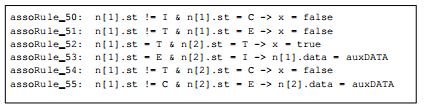 assoRule_50: n[1].st != I & n[1].st = C -> x = false
assoRule_51: n[1].st != T & n[1].st = E -> x = false
assoRule_52: n[1].st = T & n[2].st = T -> x = true
assoRule_53: n[1].st = E & n[2].st = I -> n[1].data = auxDATA
assoRule_54: n[1].st != T & n[2].st = C -> x = false
assoRule_55: n[1].st != C & n[2].st = E -> n[2].data = auxDATA